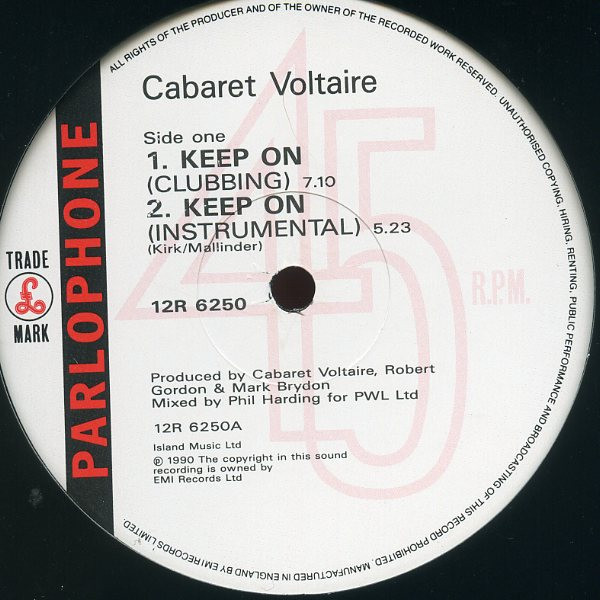 ALL RIGHTS OF THE PRODUCER AND OF THE OWNER OF THE RECORDED WORK RESERVED. UNAUTHORISED COPYING, HIRING, RENTING, PUBLIC PERFORMANCE AND BROADCASTING OF THIS RECORD PROHIBITED. MANUFACTURED IN ENGLAND BY EMI RECORDS LIMITED.
Cabaret Voltaire
Side one
1. KEEP ON
(CLUBBING) 7.10
2. KEEP ON
(INSTRUMENTAL) 5.23
(Kirk/Mallinder)
PARLOPHONE
TRADE
£
MARK
12R 6250
45
R.P.M.
Produced by Cabaret Voltaire, Robert
Gordon & Mark Brydon
Mixed by Phil Harding for PWL Ltd
12R 6250A
Island Music Ltd
℗ 1990 The copyright in this sound
recording is owned by
EMI Records Ltd